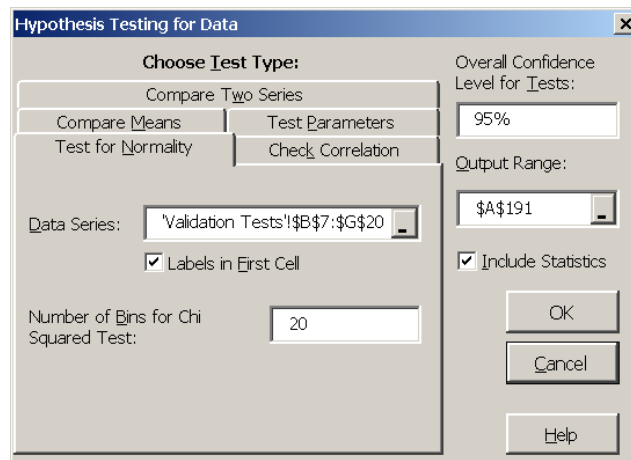 Hypothesis Testing for Data
Choose Test Type:
Compare Two Series
Compare Means
Test Parameters
Test for Normality
Check Correlation
Data Series:
'Validation Tests'!$B$7:$G$20
Labels in First Cell
Number of Bins for Chi
Squared Test:
20
Overall Confidence
Level for Tests:
95%
Output Range:
$A$191
Include Statistics
OK
Cancel
Help